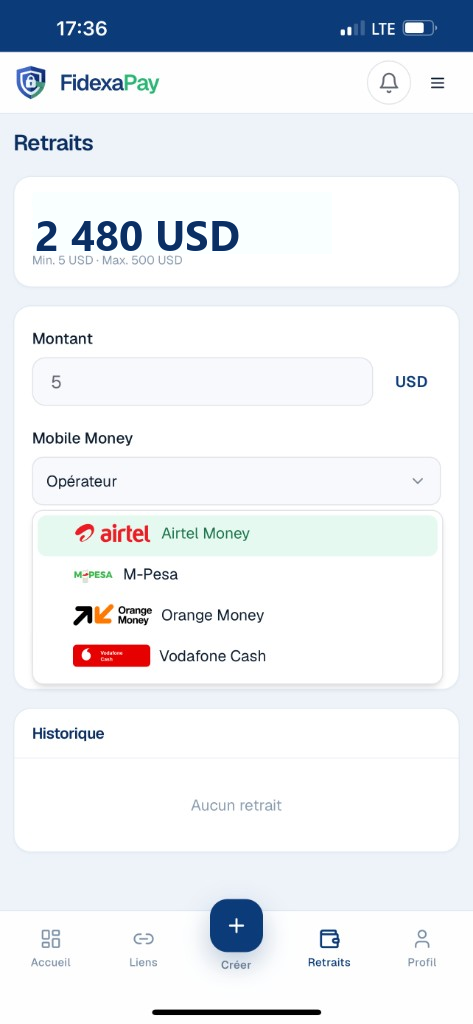 17:36
LTE
FidexaPay
Retraits
2 480 USD
Min. 5 USD · Max. 500 USD
Montant
5
USD
Mobile Money
Opérateur
airtel Airtel Money
M-PESA M-Pesa
Orange Money Orange Money
Vodafone Cash Vodafone Cash
Historique
Aucun retrait
Accueil
Liens
Créer
Retraits
Profil